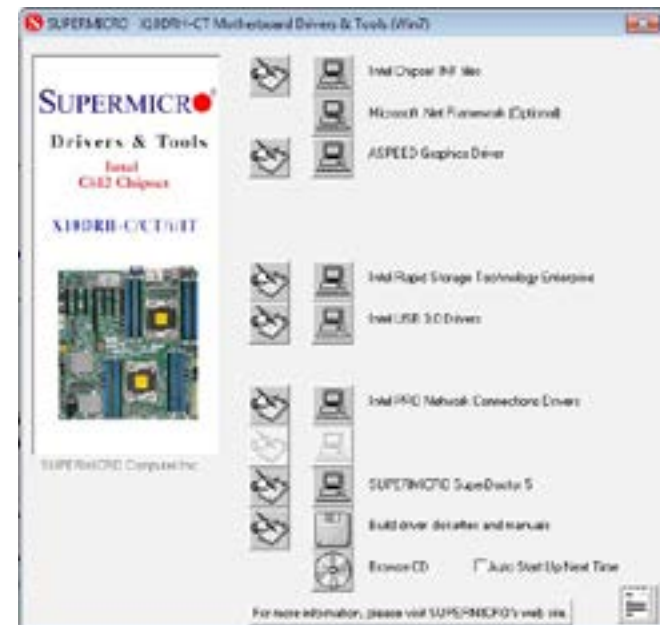 SUPERMICRO X10DRH-CT Motherboard Drivers & Tools (Win7)
SUPERMICRO
Drivers & Tools
Intel
C612 Chipset
X10DRH-C/CT/i/iT
SUPERMICRO Computer Inc.
Intel Chipset INF files
Microsoft .Net Framework (Optional)
ASPEED Graphics Driver
Intel Rapid Storage Technology Enterprise
Intel USB 3.0 Drivers
Intel PRO Network Connections Drivers
SUPERMICRO SuperDoctor 5
Build driver diskettes and manuals
Browse CD
Auto Start Up Next Time
For more information, please visit SUPERMICRO's web site.